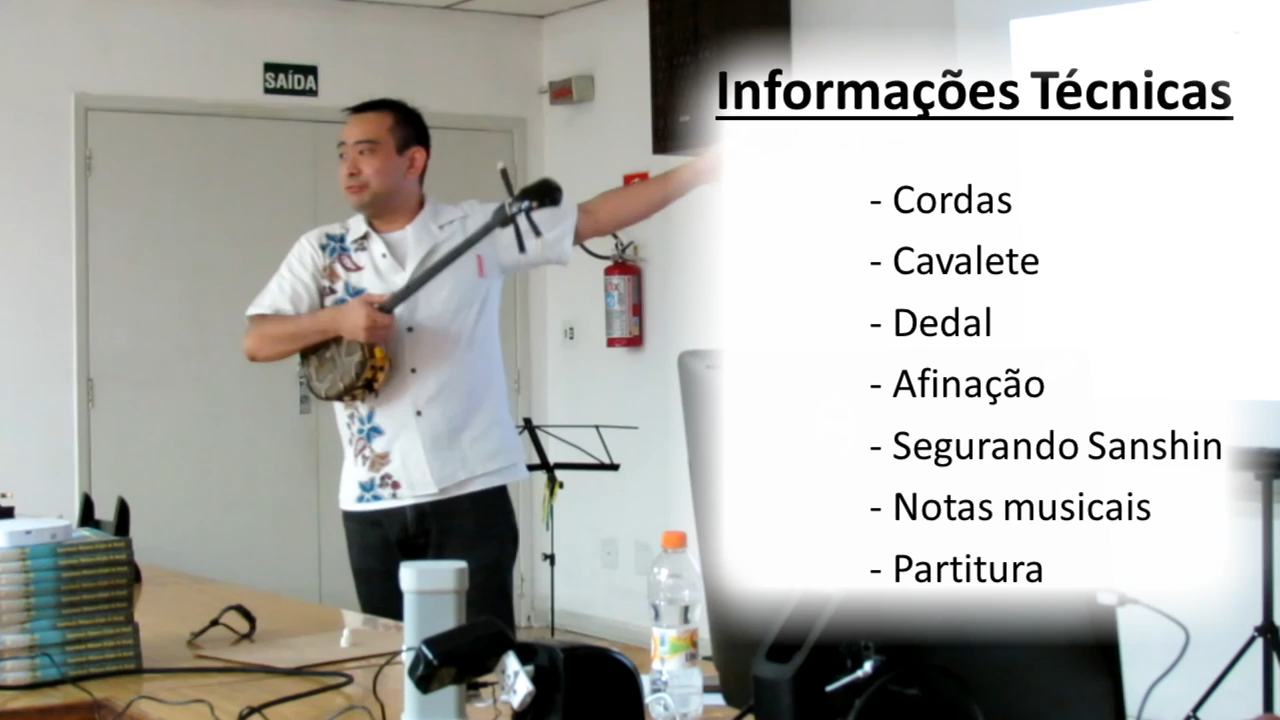 SAÍDA
Informações Técnicas
- Cordas
- Cavalete
- Dedal
- Afinação
- Segurando Sanshin
- Notas musicais
- Partitura